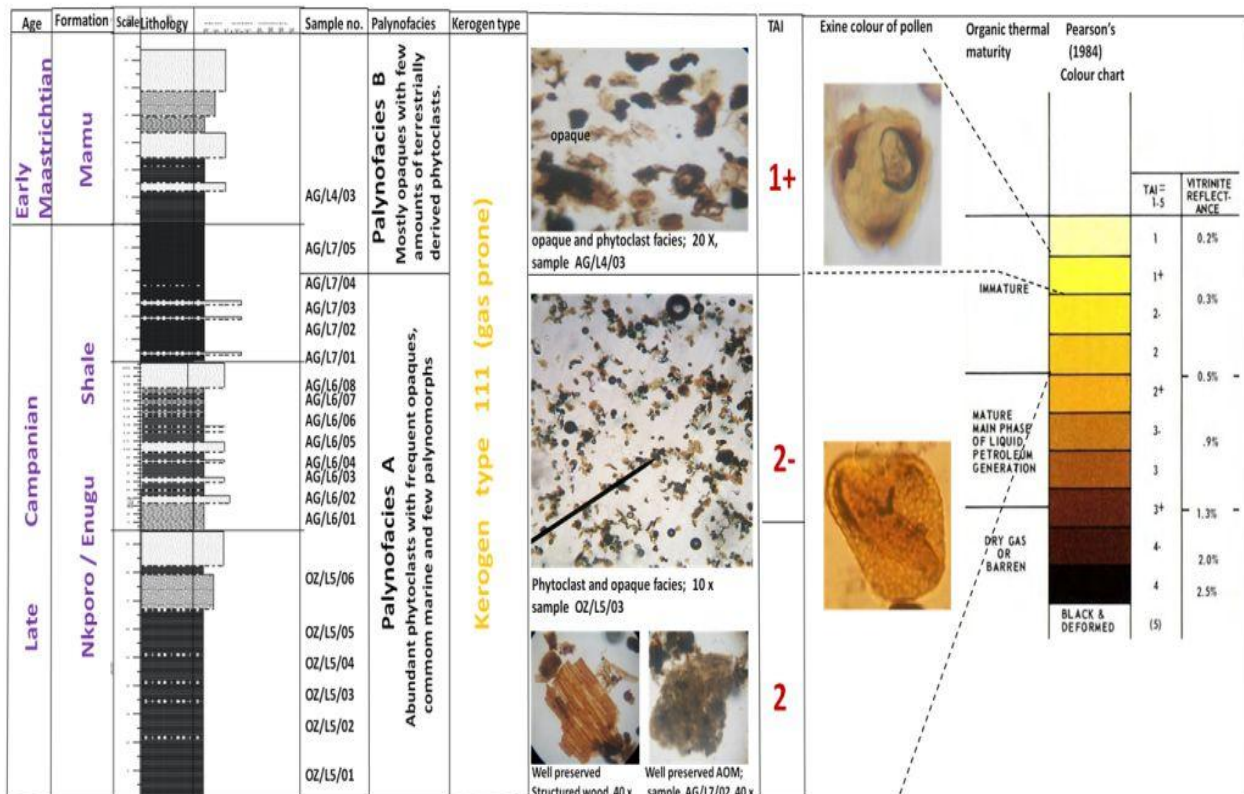 Age Formation Scale Lithology Sample no. Palynofacies Kerogen type TAI Exine colour of pollen Organic thermal maturity Pearson's (1984) Colour chart
Early Maastrichtian
Late Campanian
Mamu
Nkporo / Enugu Shale
AG/L4/03
AG/L7/05
AG/L7/04
AG/L7/03
AG/L7/02
AG/L7/01
AG/L6/08
AG/L6/07
AG/L6/06
AG/L6/05
AG/L6/04
AG/L6/03
AG/L6/02
AG/L6/01
OZ/L5/06
OZ/L5/05
OZ/L5/04
OZ/L5/03
OZ/L5/02
OZ/L5/01
Palynofacies B
Mostly opaques with few
amounts of terrestrially
derived phytoclasts.
Palynofacies A
Abundant phytoclasts with frequent opaques,
commom marine and few palynomorphs
Kerogen type 111 (gas prone)
opaque
opaque and phytoclast facies; 20 X,
sample AG/L4/03
Phytoclast and opaque facies; 10 x
sample OZ/L5/03
Well preserved
Structured wood 40 x
Well preserved AOM;
sample AG/L7/02 40 x
1+
2-
2
IMMATURE
MATURE
MAIN PHASE
OF LIQUID
PETROLEUM
GENERATION
DRY GAS
OR
BARREN
BLACK &
DEFORMED
TAI =
1-5
1
1+
2-
2
2+
3-
3
3+
4-
4
(5)
VITRINITE
REFLECT-
ANCE
0.2%
0.3%
0.5%
.9%
1.3%
2.0%
2.5%